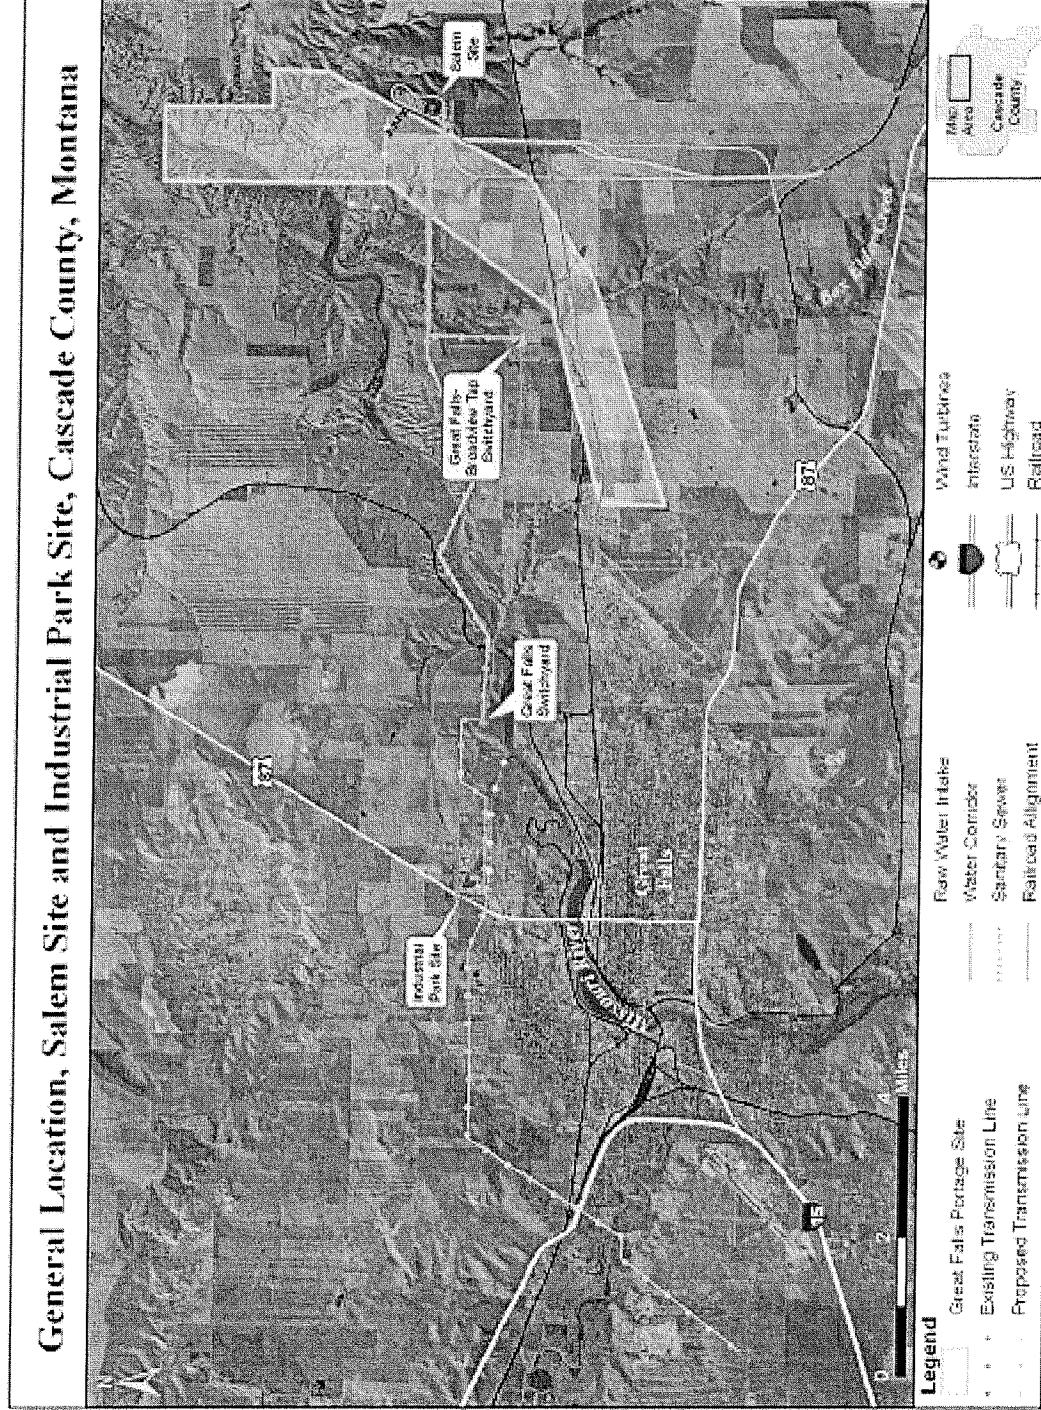 General Location, Salem Site and Industrial Park Site, Cascade County, Montana
N
87
Salem
Site
Great Falls-
Broadview Tap
Switchyard
Great Falls
Switchyard
Industrial
Park Site
Missouri River
Great
Falls
Box Elder Creek
87
15
0 2 4
Miles
Legend
Great Falls Portage Site
Existing Transmission Line
Proposed Transmission Line
Raw Water Intake
Water Corridor
Sanitary Sewer
Railroad Alignment
Wind Turbines
Interstate
US Highway
Railroad
Map
Area
Cascade
County